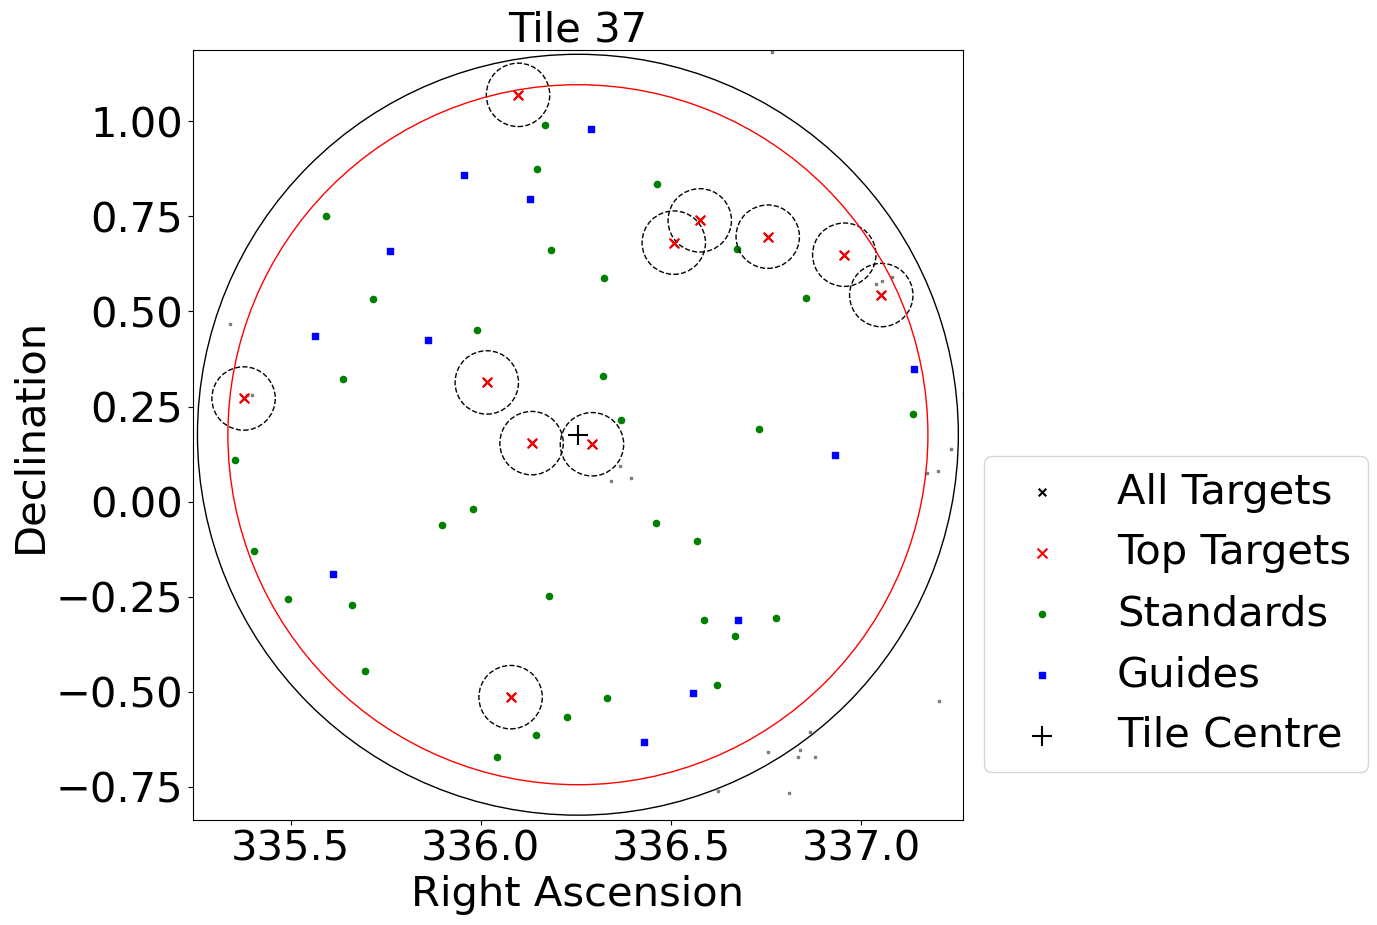 Tile 37
1.00
0.75
0.50
0.25
0.00
−0.25
−0.50
−0.75
Declination
335.5 336.0 336.5 337.0
Right Ascension
All Targets
Top Targets
Standards
Guides
Tile Centre